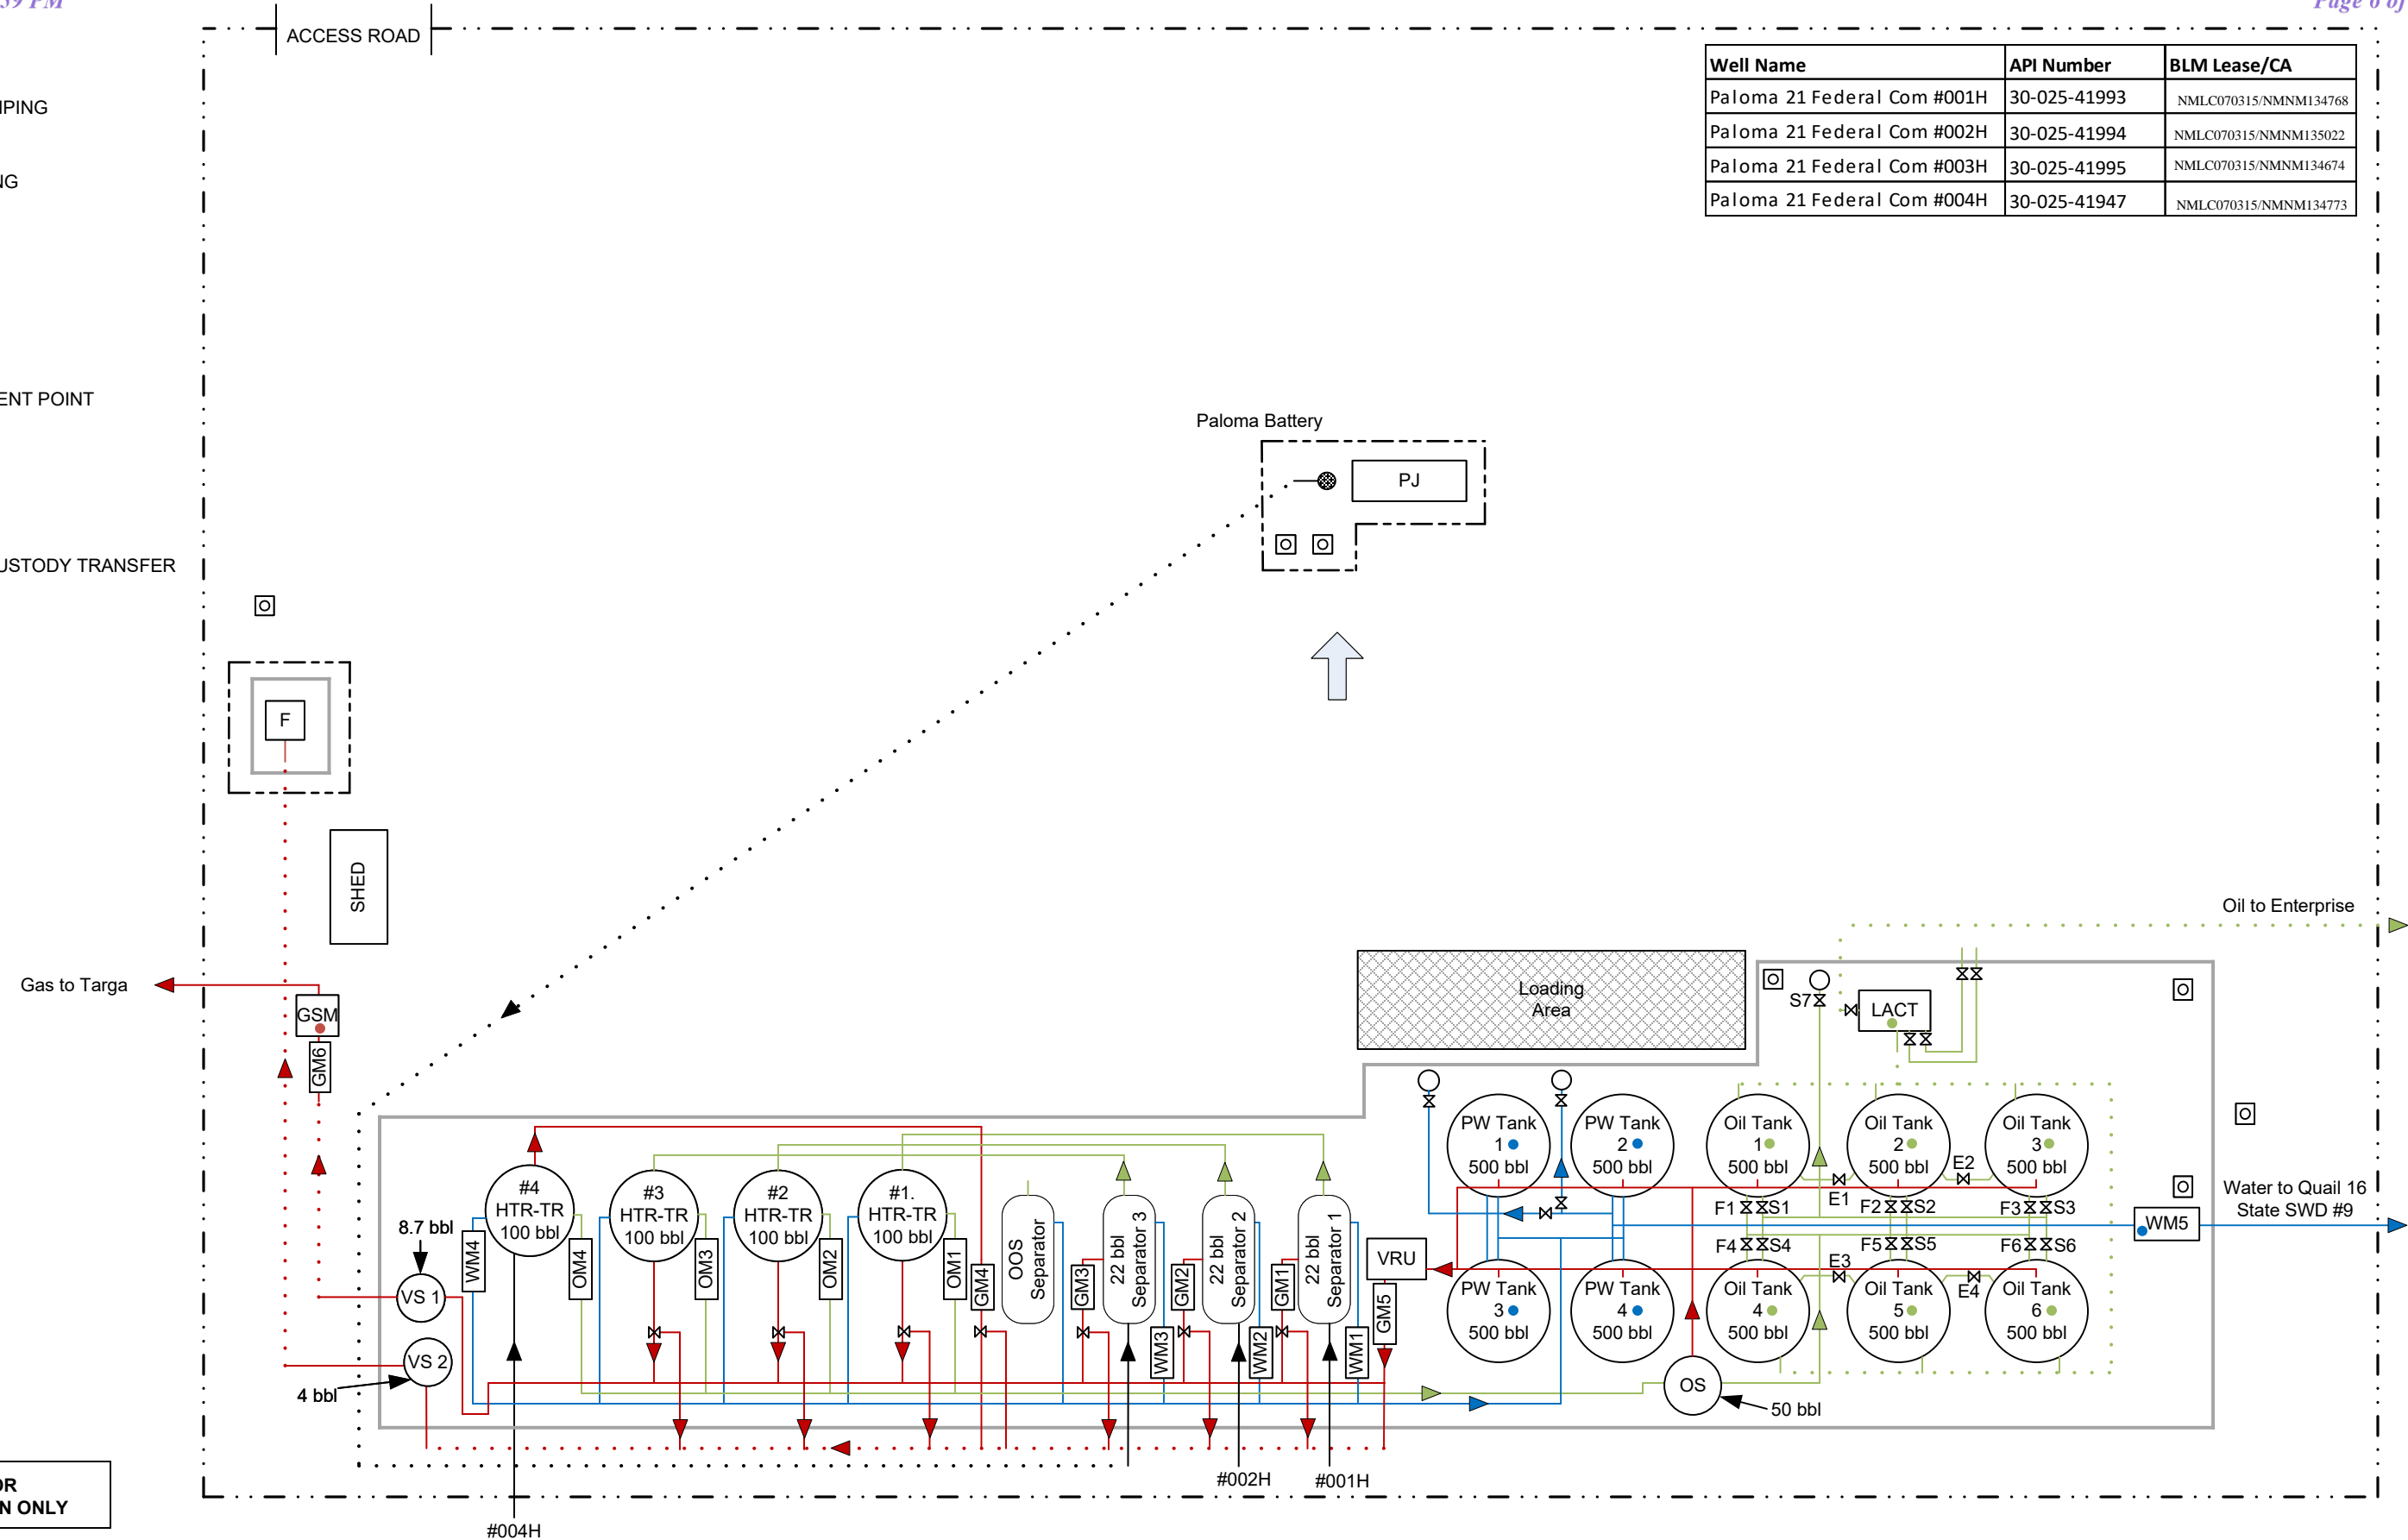 39 PM
Page 6 of
ACCESS ROAD
Well Name API Number BLM Lease/CA
Paloma 21 Federal Com #001H 30-025-41993 NMLC070315/NMNM134768
Paloma 21 Federal Com #002H 30-025-41994 NMLC070315/NMNM135022
Paloma 21 Federal Com #003H 30-025-41995 NMLC070315/NMNM134674
Paloma 21 Federal Com #004H 30-025-41947 NMLC070315/NMNM134773
ENT POINT
Paloma Battery
PJ
USTODY TRANSFER
F
SHED
Oil to Enterprise
Gas to Targa
GSM
GM6
Loading
Area
S7
LACT
PW Tank
1
500 bbl
PW Tank
2
500 bbl
Oil Tank
1
500 bbl
Oil Tank
2
500 bbl
Oil Tank
3
500 bbl
E1
E2
F1
S1
F2
S2
F3
S3
Water to Quail 16
State SWD #9
WM5
F4
S4
F5
S5
F6
S6
E3
E4
PW Tank
3
500 bbl
PW Tank
4
500 bbl
Oil Tank
4
500 bbl
Oil Tank
5
500 bbl
Oil Tank
6
500 bbl
#4
HTR-TR
100 bbl
#3
HTR-TR
100 bbl
#2
HTR-TR
100 bbl
#1.
HTR-TR
100 bbl
8.7 bbl
VS 1
VS 2
4 bbl
WM4
OM4
OM3
OM2
OM1
GM4
OOS
Separator
GM3
22 bbl
Separator 3
WM3
GM2
22 bbl
Separator 2
WM2
GM1
22 bbl
Separator 1
WM1
VRU
GM5
OS
50 bbl
#002H
#001H
#004H
OR
N ONLY